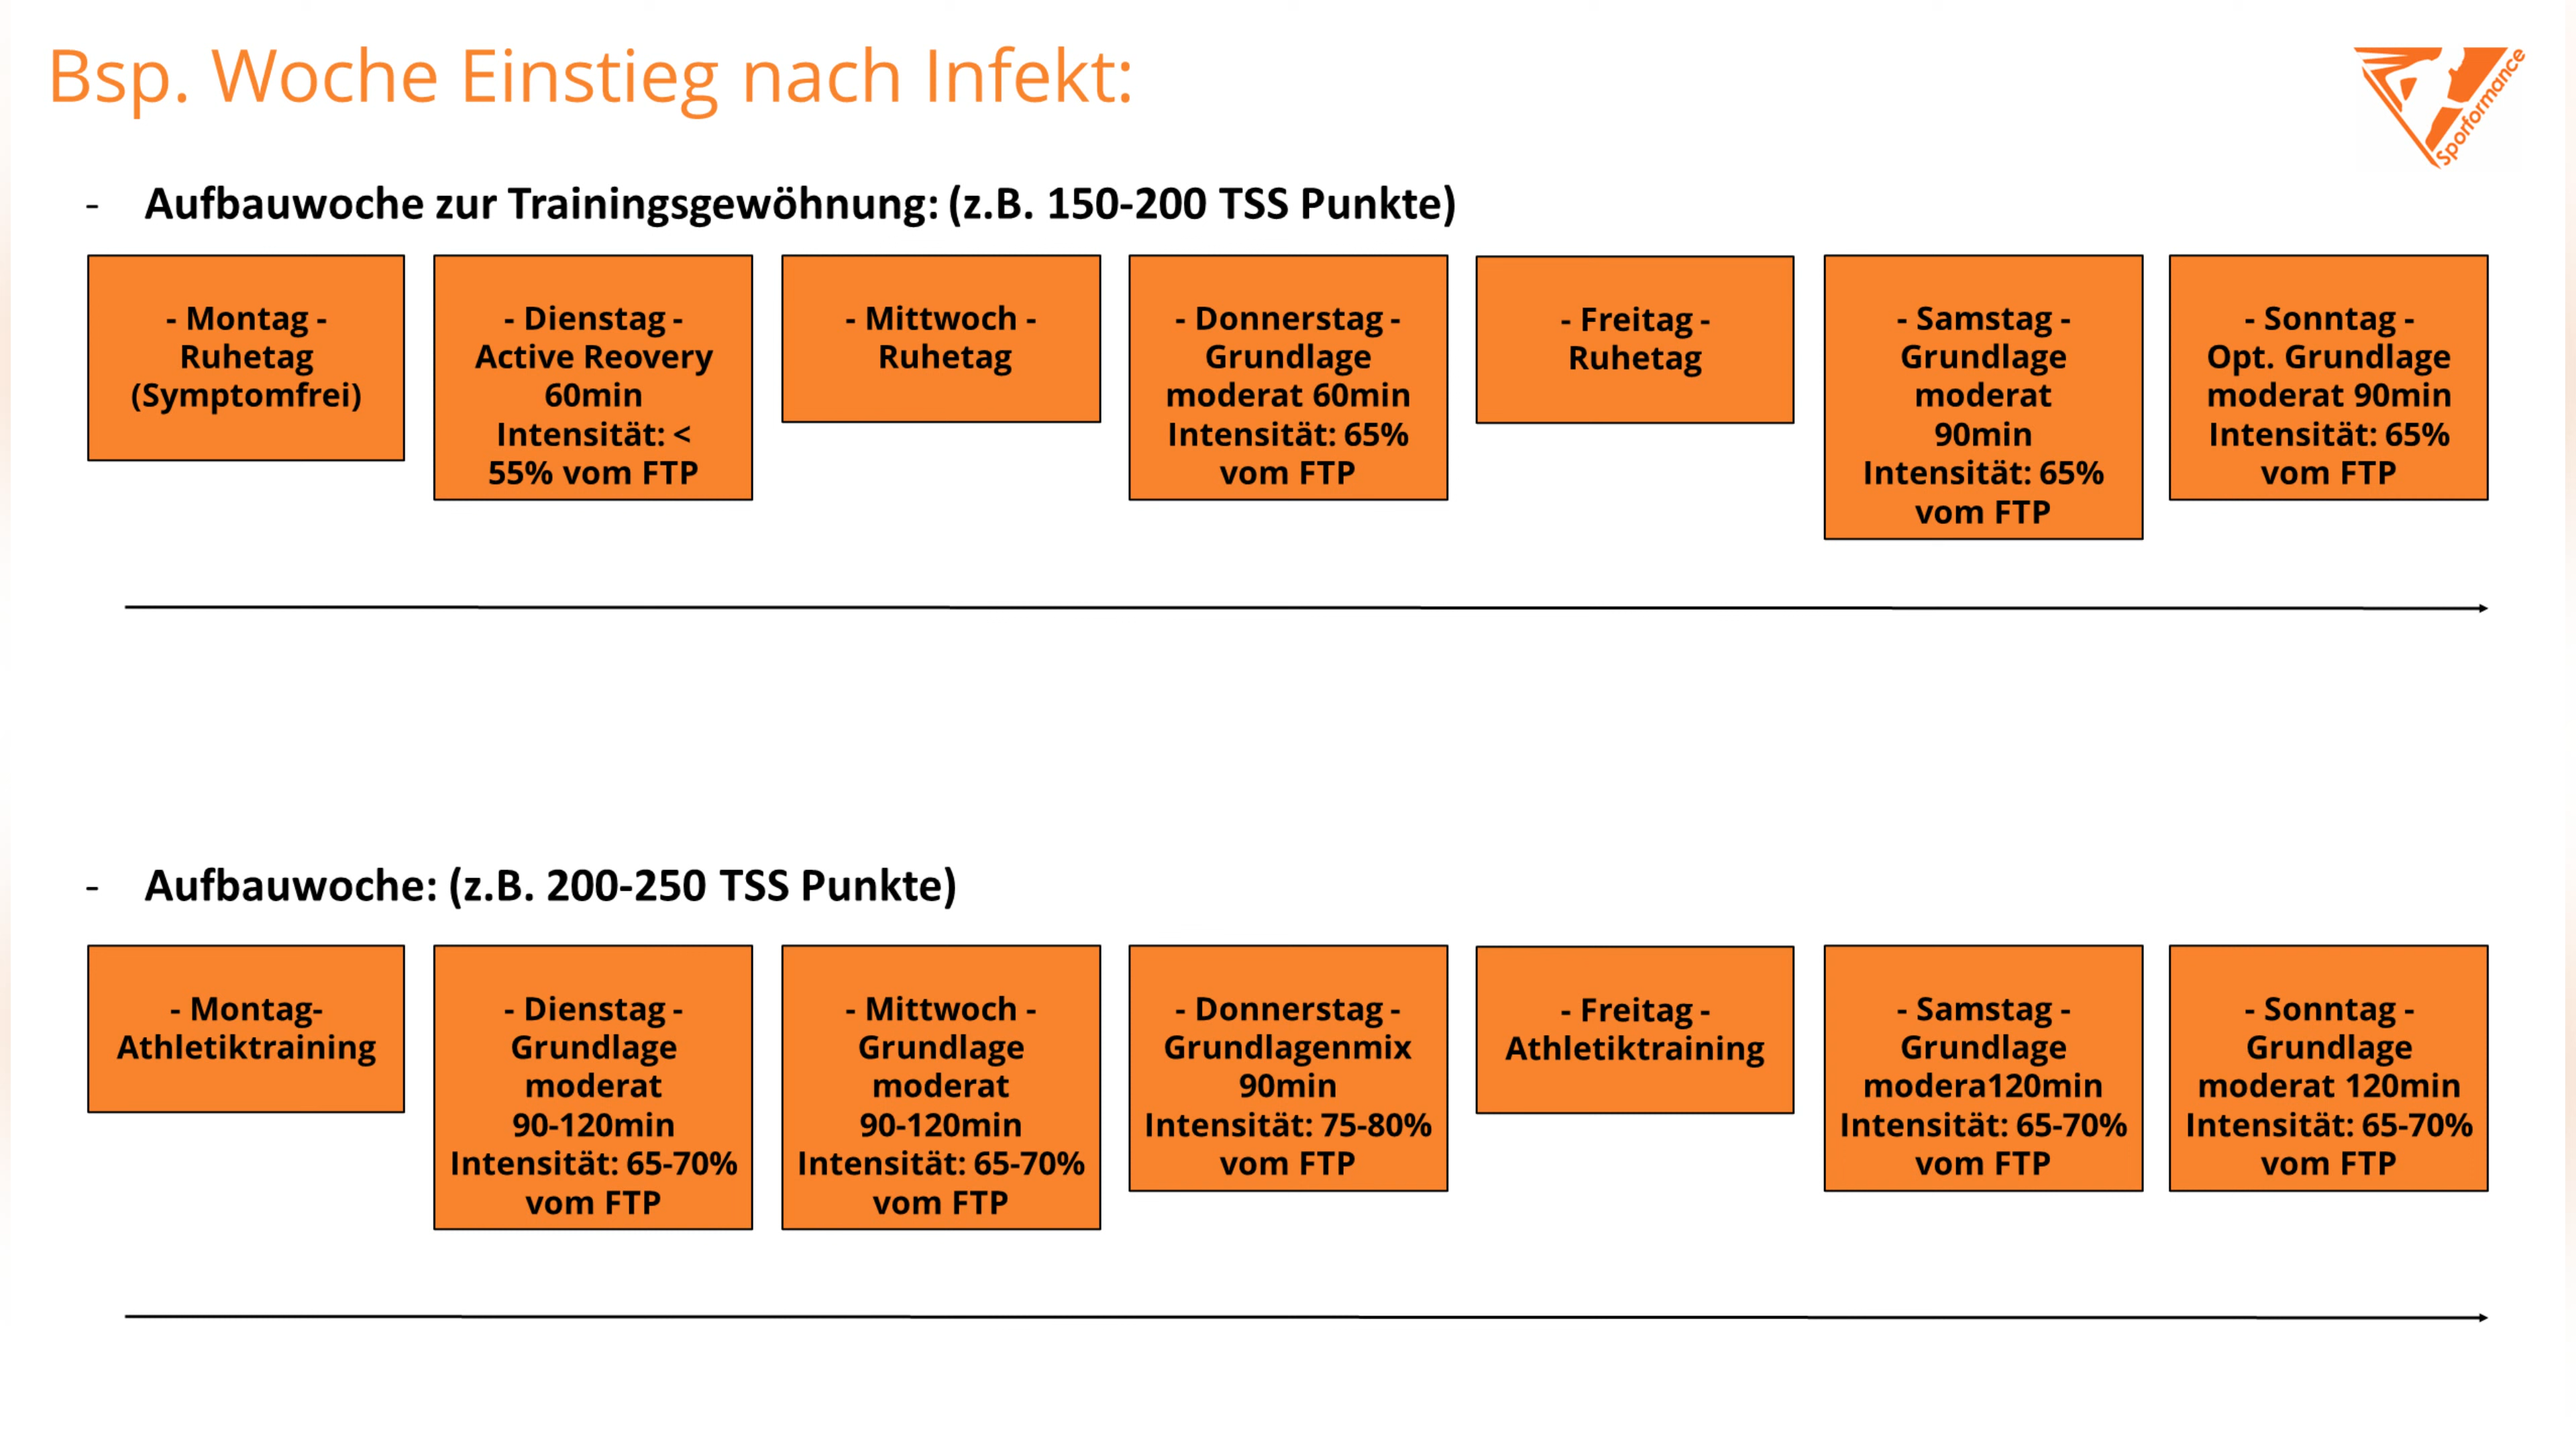 Bsp. Woche Einstieg nach Infekt:
Sporformance
- Aufbauwoche zur Trainingsgewöhnung: (z.B. 150-200 TSS Punkte)
- Montag -
Ruhetag
(Symptomfrei)
- Dienstag -
Active Reovery
60min
Intensität: <
55% vom FTP
- Mittwoch -
Ruhetag
- Donnerstag -
Grundlage
moderat 60min
Intensität: 65%
vom FTP
- Freitag -
Ruhetag
- Samstag -
Grundlage
moderat
90min
Intensität: 65%
vom FTP
- Sonntag -
Opt. Grundlage
moderat 90min
Intensität: 65%
vom FTP
- Aufbauwoche: (z.B. 200-250 TSS Punkte)
- Montag-
Athletiktraining
- Dienstag -
Grundlage
moderat
90-120min
Intensität: 65-70%
vom FTP
- Mittwoch -
Grundlage
moderat
90-120min
Intensität: 65-70%
vom FTP
- Donnerstag -
Grundlagenmix
90min
Intensität: 75-80%
vom FTP
- Freitag -
Athletiktraining
- Samstag -
Grundlage
modera120min
Intensität: 65-70%
vom FTP
- Sonntag -
Grundlage
moderat 120min
Intensität: 65-70%
vom FTP